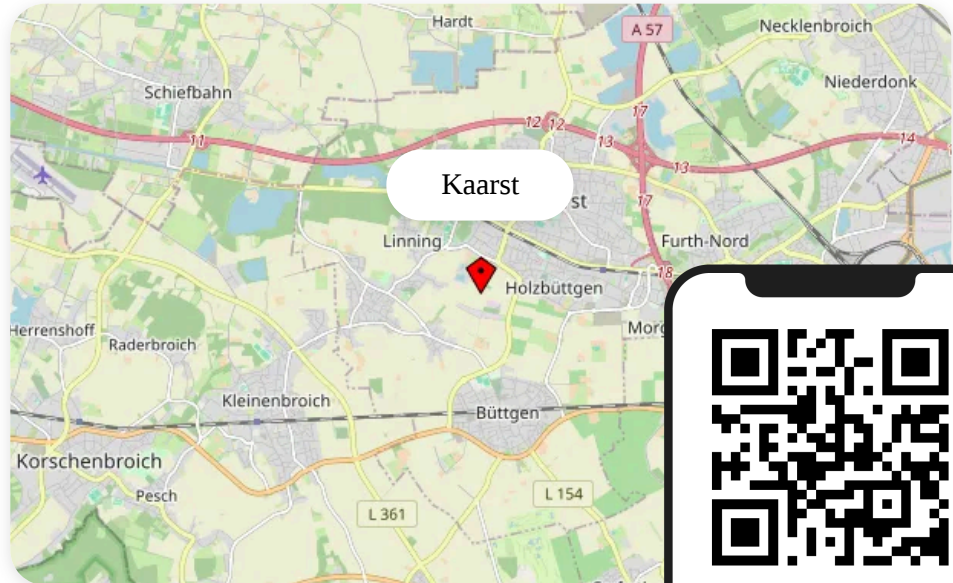 Hardt
A 57
Necklenbroich
Niederdonk
Schiefbahn
17
12
12
11
13
14
13
Kaarst
st
17
Linning
Furth-Nord
18
Holzbüttgen
Herrenshoff
Raderbroich
Kleinenbroich
Büttgen
Korschenbroich
Pesch
L 154
L 361